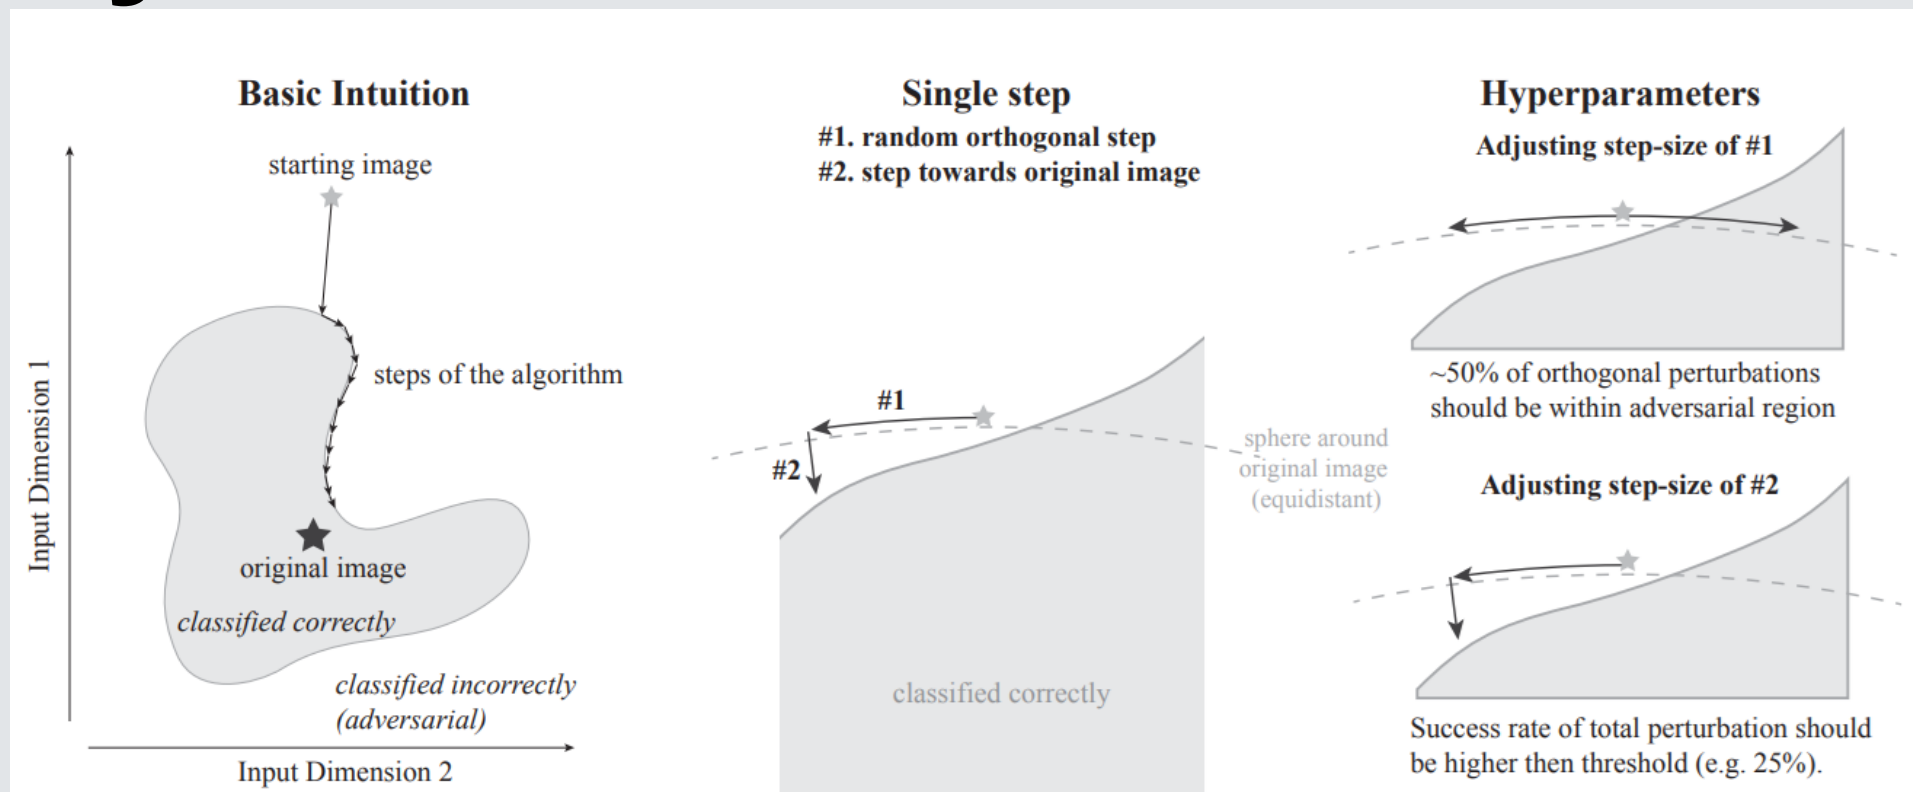 Basic Intuition
starting image
steps of the algorithm
original image
classified correctly
classified incorrectly
(adversarial)
Input Dimension 1
Input Dimension 2
Single step
#1. random orthogonal step
#2. step towards original image
#1
#2
sphere around
original image
(equidistant)
classified correctly
Hyperparameters
Adjusting step-size of #1
~50% of orthogonal perturbations
should be within adversarial region
Adjusting step-size of #2
Success rate of total perturbation should
be higher then threshold (e.g. 25%).